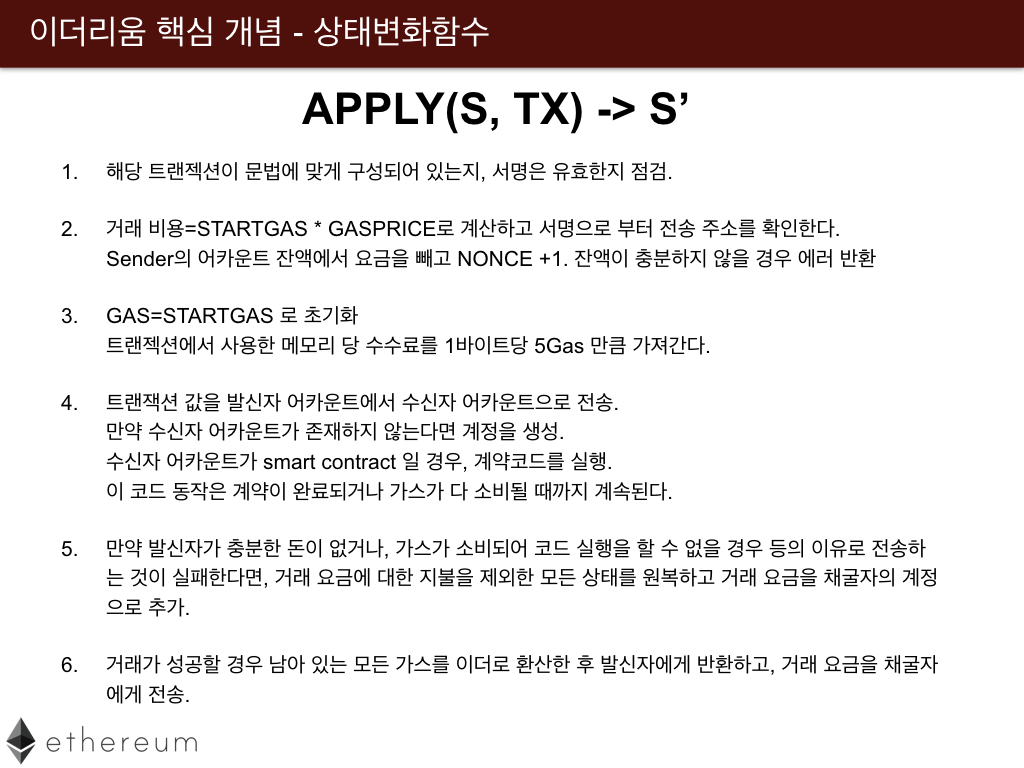 이더리움 핵심 개념 - 상태변화함수
APPLY(S, TX) -> S’
1. 해당 트랜젝션이 문법에 맞게 구성되어 있는지, 서명은 유효한지 점검.
2. 거래 비용=STARTGAS * GASPRICE로 계산하고 서명으로 부터 전송 주소를 확인한다.
Sender의 어카운트 잔액에서 요금을 빼고 NONCE +1. 잔액이 충분하지 않을 경우 에러 반환
3. GAS=STARTGAS 로 초기화
트랜젝션에서 사용한 메모리 당 수수료를 1바이트당 5Gas 만큼 가져간다.
4. 트랜잭션 값을 발신자 어카운트에서 수신자 어카운트으로 전송.
만약 수신자 어카운트가 존재하지 않는다면 계정을 생성.
수신자 어카운트가 smart contract 일 경우, 계약코드를 실행.
이 코드 동작은 계약이 완료되거나 가스가 다 소비될 때까지 계속된다.
5. 만약 발신자가 충분한 돈이 없거나, 가스가 소비되어 코드 실행을 할 수 없을 경우 등의 이유로 전송하
는 것이 실패한다면, 거래 요금에 대한 지불을 제외한 모든 상태를 원복하고 거래 요금을 채굴자의 계정
으로 추가.
6. 거래가 성공할 경우 남아 있는 모든 가스를 이더로 환산한 후 발신자에게 반환하고, 거래 요금을 채굴자
에게 전송.
ethereum